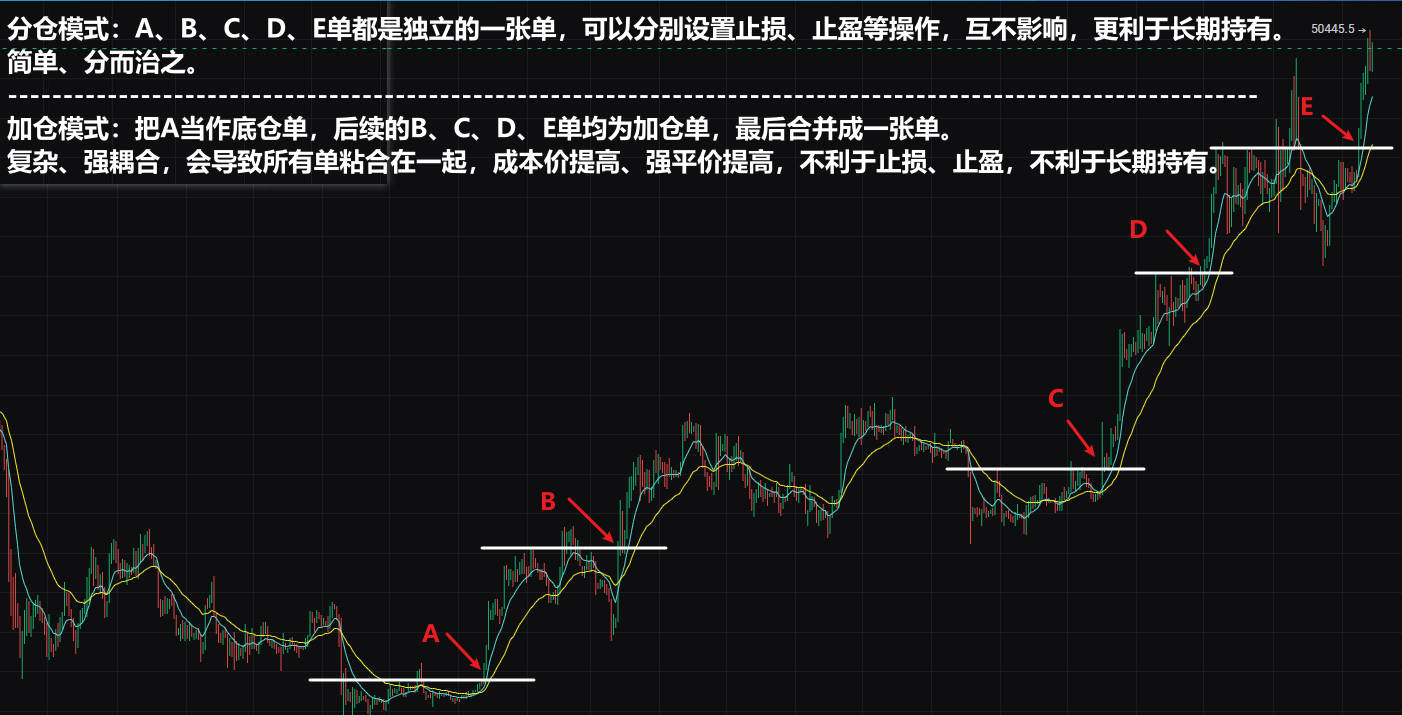 分仓模式：A、B、C、D、E单都是独立的一张单，可以分别设置止损、止盈等操作，互不影响，更利于长期持有。
50445.5→
简单、分而治之。
加仓模式：把A当作底仓单，后续的B、C、D、E单均为加仓单，最后合并成一张单。
复杂、强耦合，会导致所有单粘合在一起，成本价提高、强平价提高，不利于止损、止盈，不利于长期持有。
E
D
C
B
A